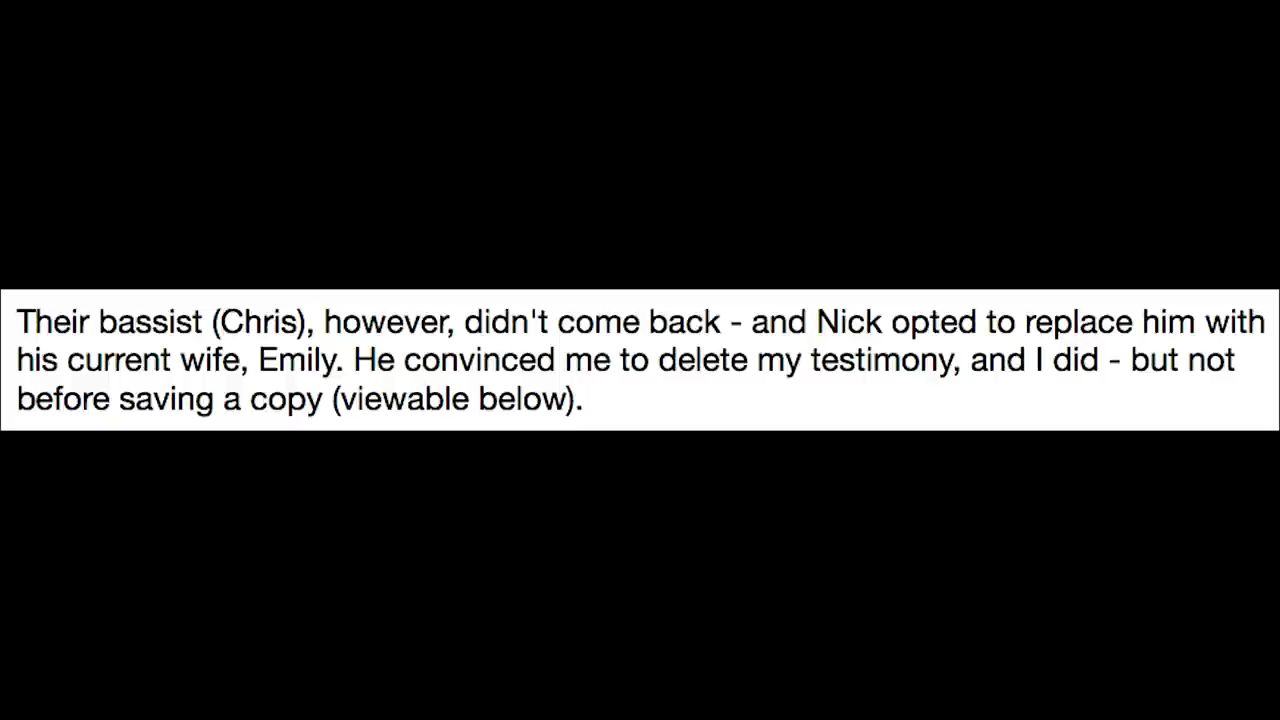 Their bassist (Chris), however, didn't come back - and Nick opted to replace him with
his current wife, Emily. He convinced me to delete my testimony, and I did - but not
before saving a copy (viewable below).